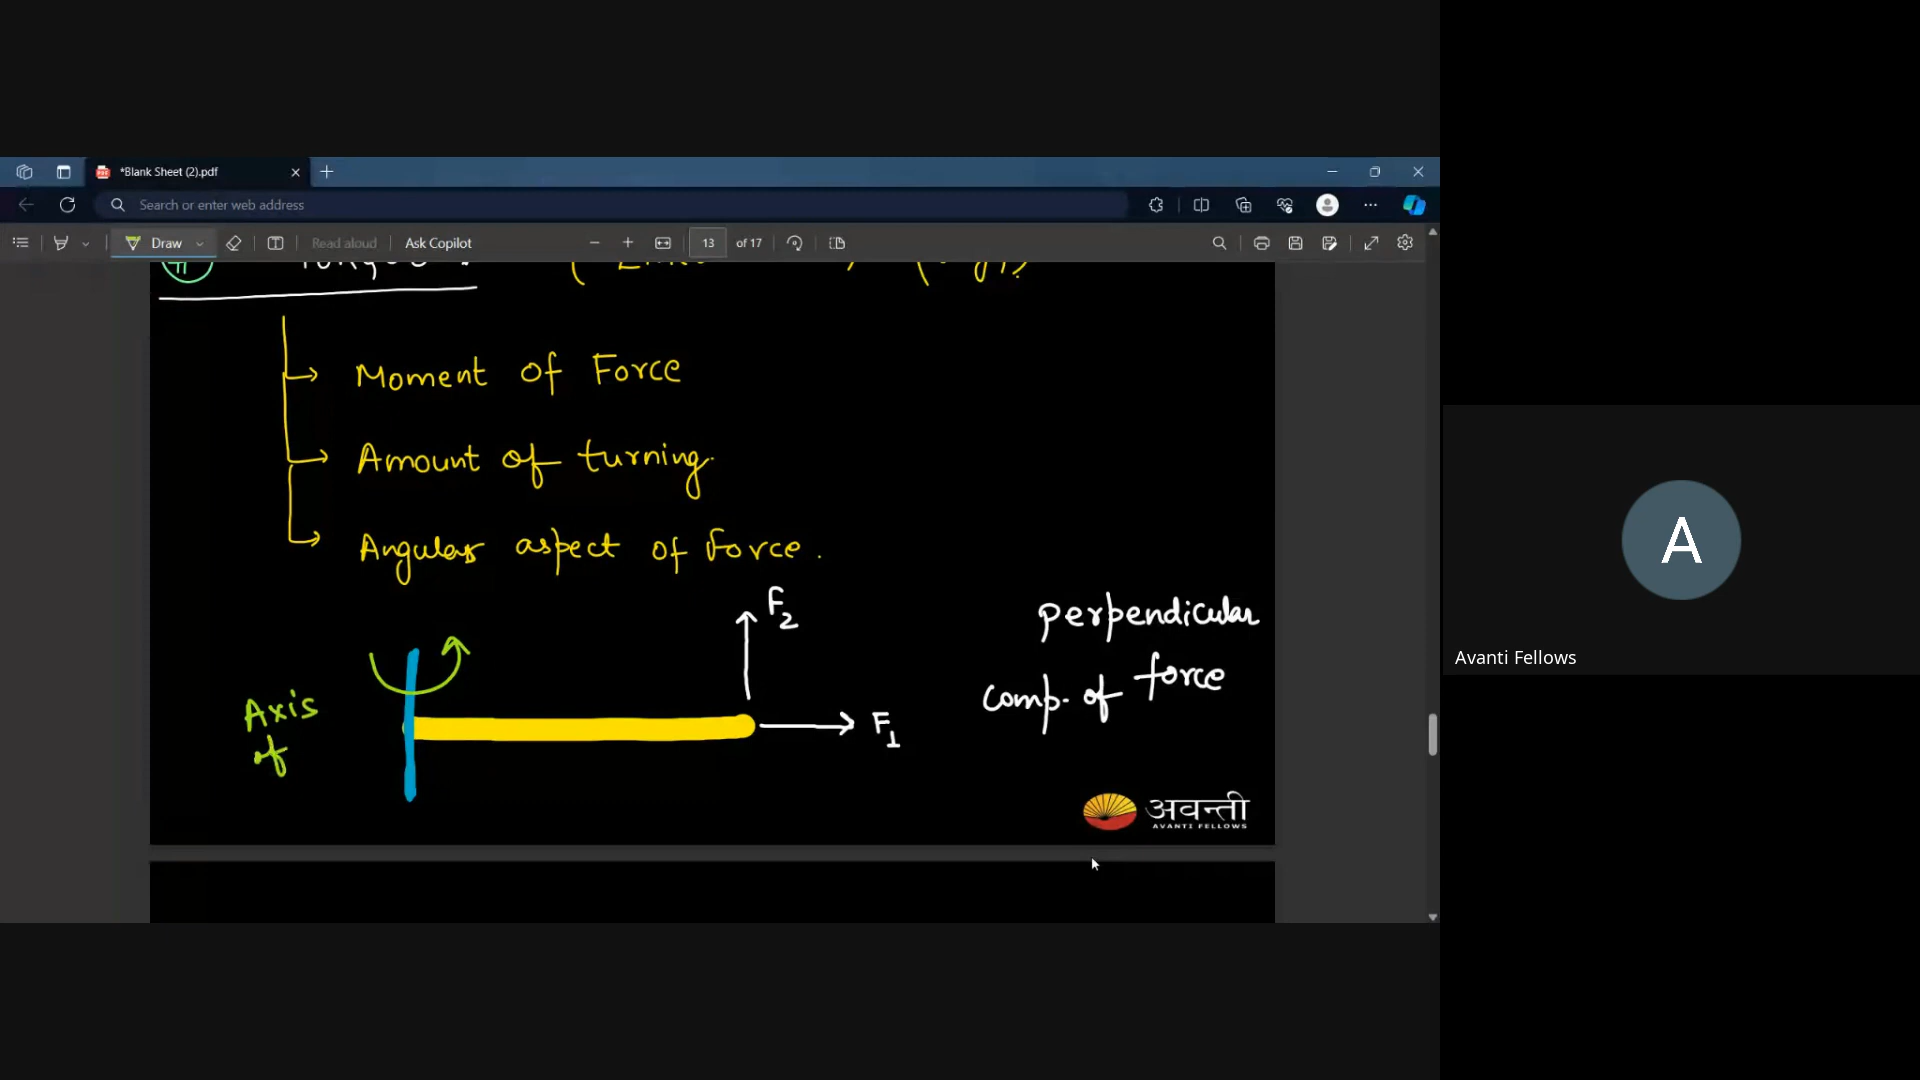 *Blank Sheet (2).pdf
Search or enter web address
Draw
Read aloud
Ask Copilot
13 of 17
Torque :
Moment of Force
Amount of turning.
Angular aspect of Force.
F2
perpendicular
comp. of force
Axis
of
F1
अवन्ती
AVANTI FELLOWS
A
Avanti Fellows